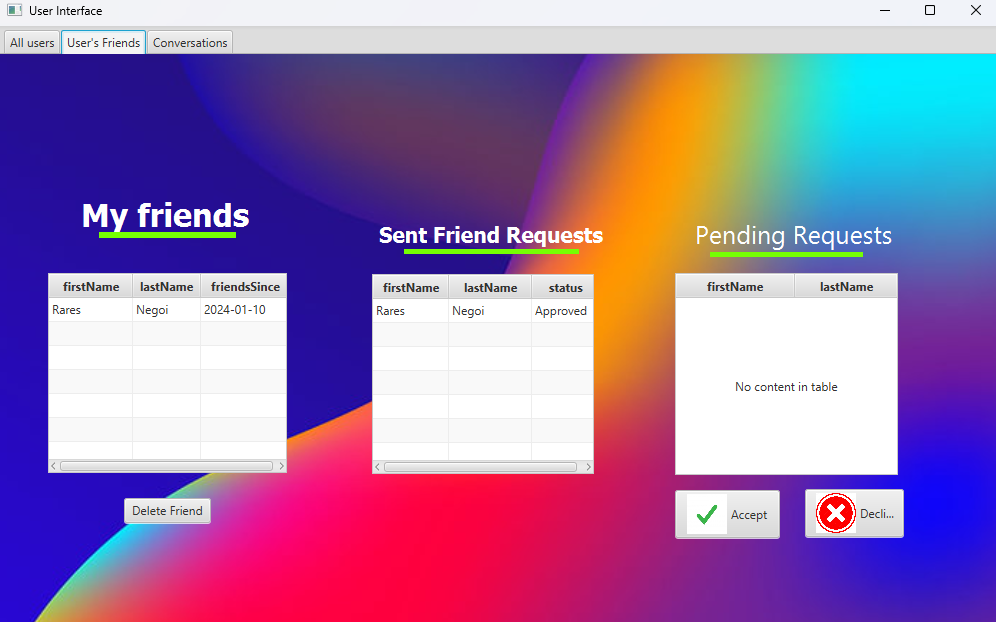 User Interface
All users User's Friends Conversations
My friends
Sent Friend Requests
Pending Requests
firstName lastName friendsSince
Rares Negoi 2024-01-10
firstName lastName status
Rares Negoi Approved
firstName lastName
No content in table
Delete Friend
Accept
Decli...